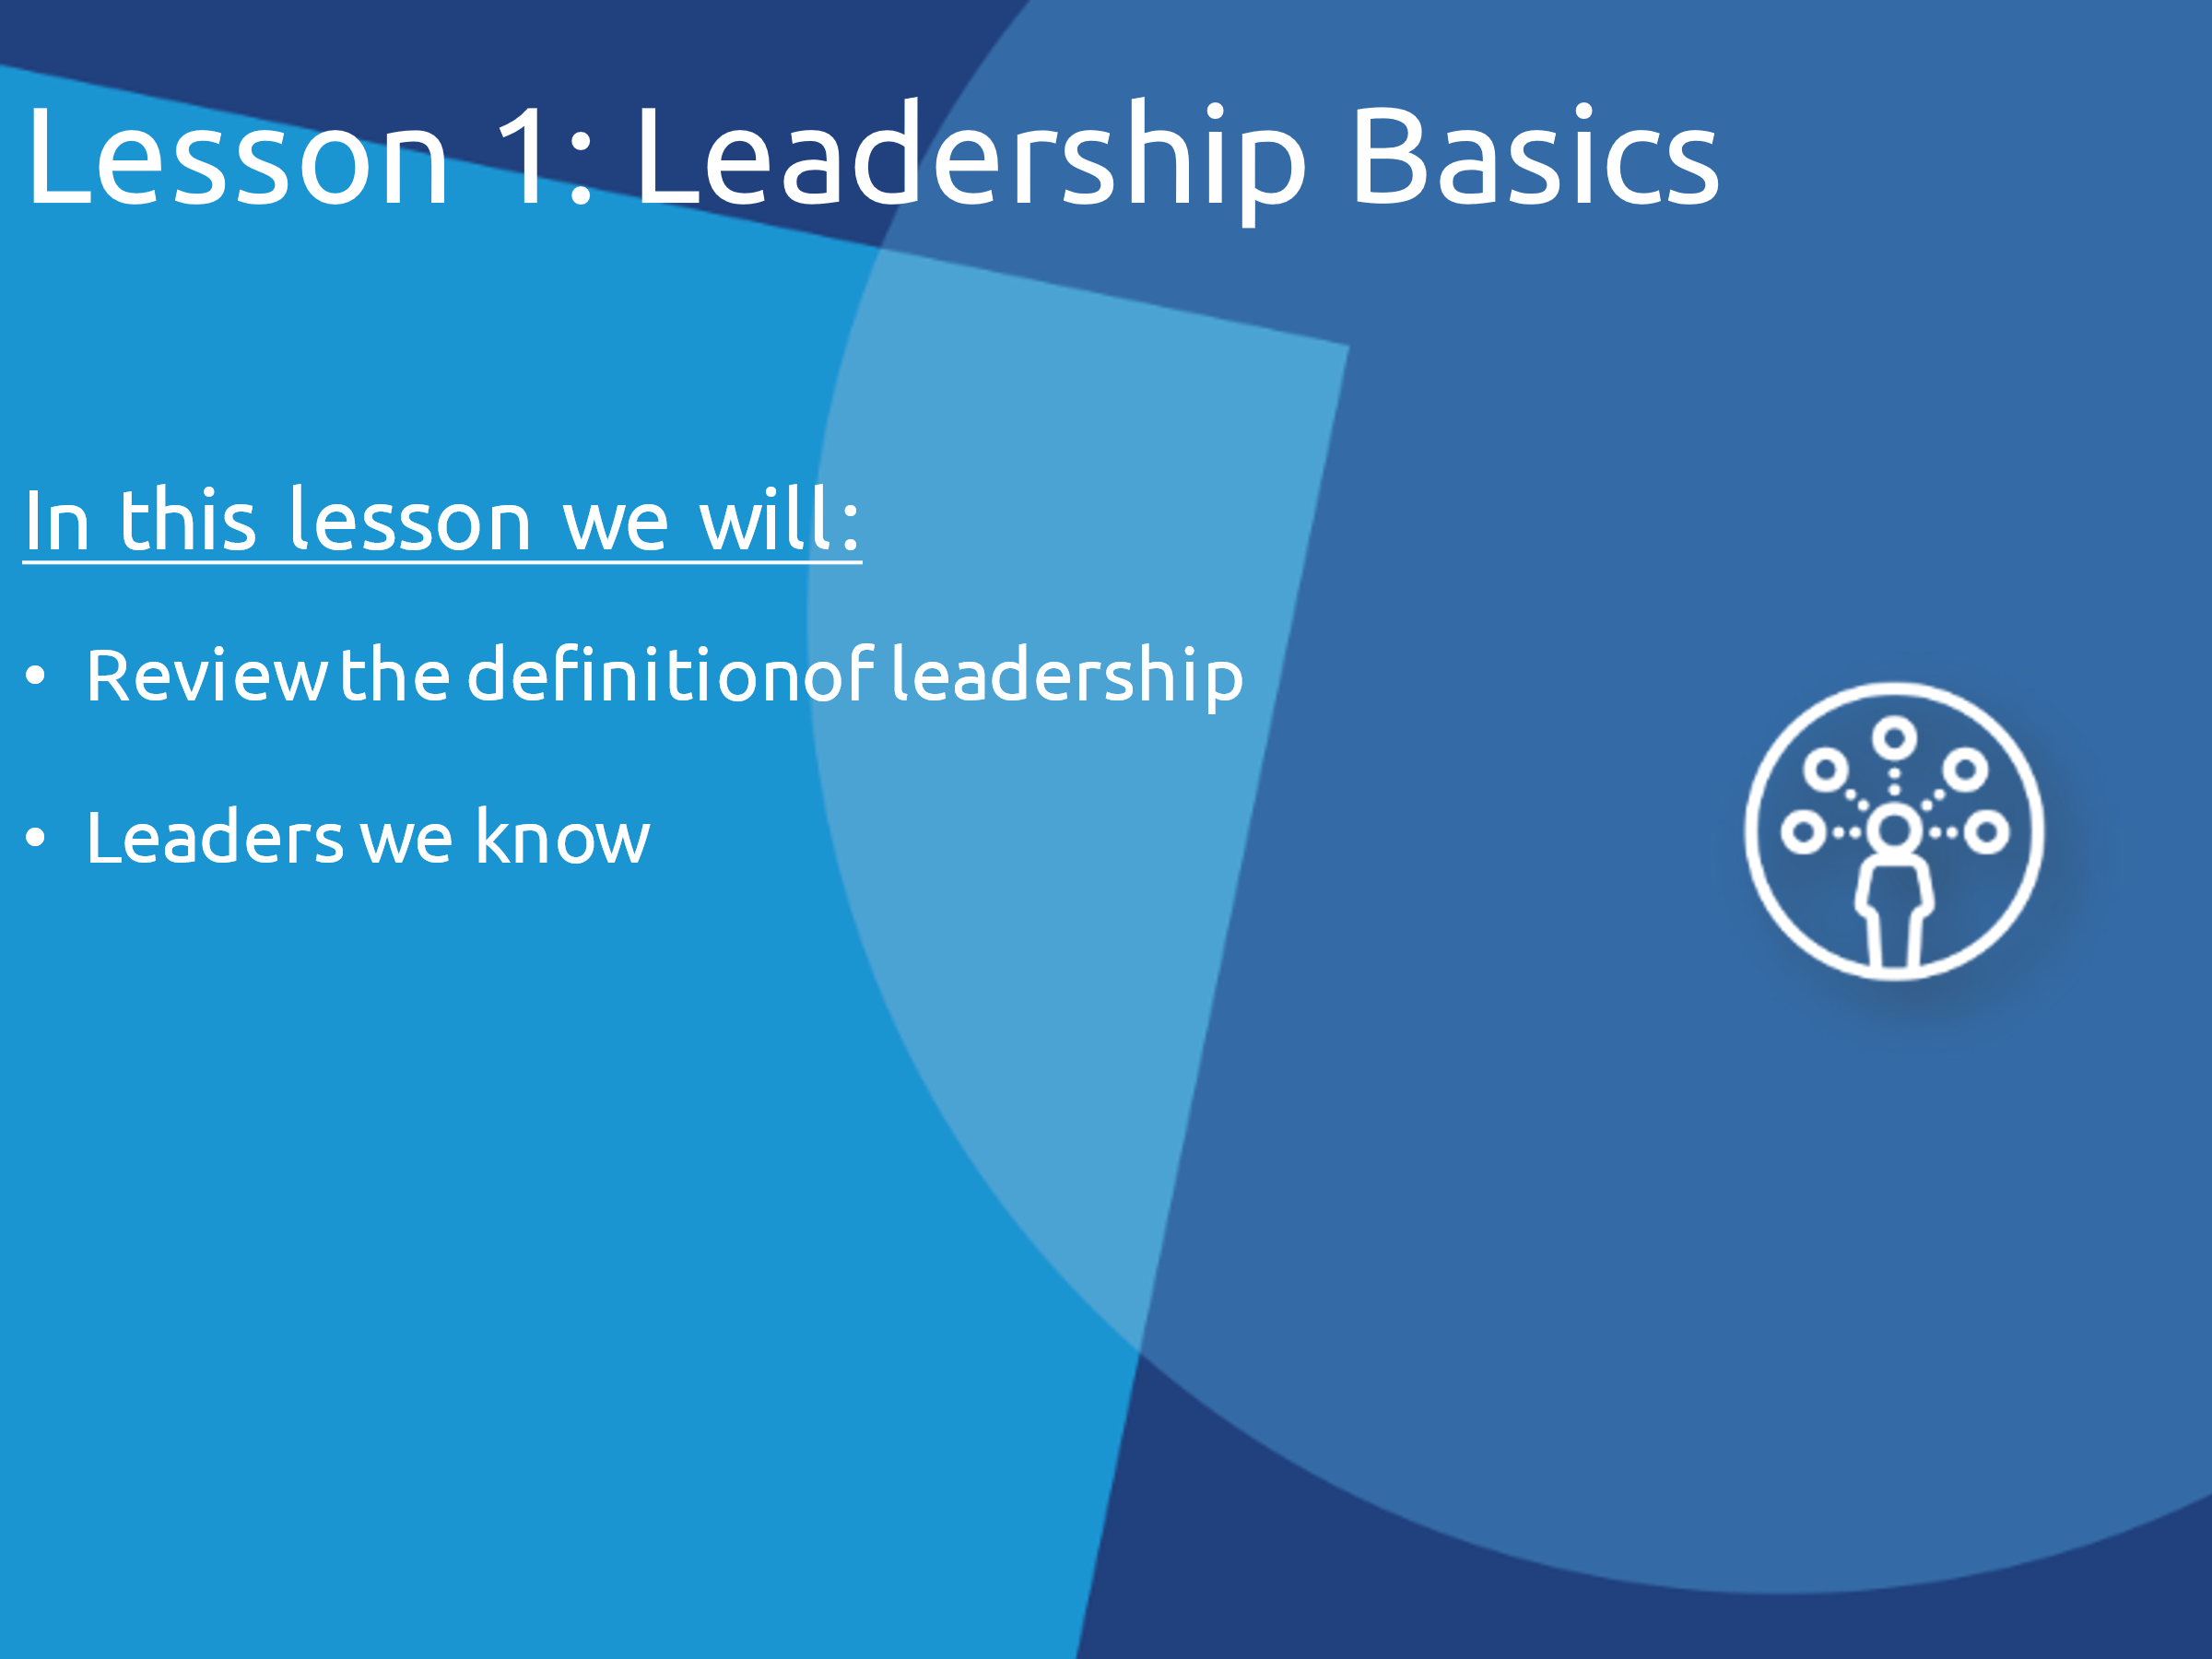 Lesson 1: Leadership Basics
In this lesson we will:
• Review the definition of leadership
• Leaders we know